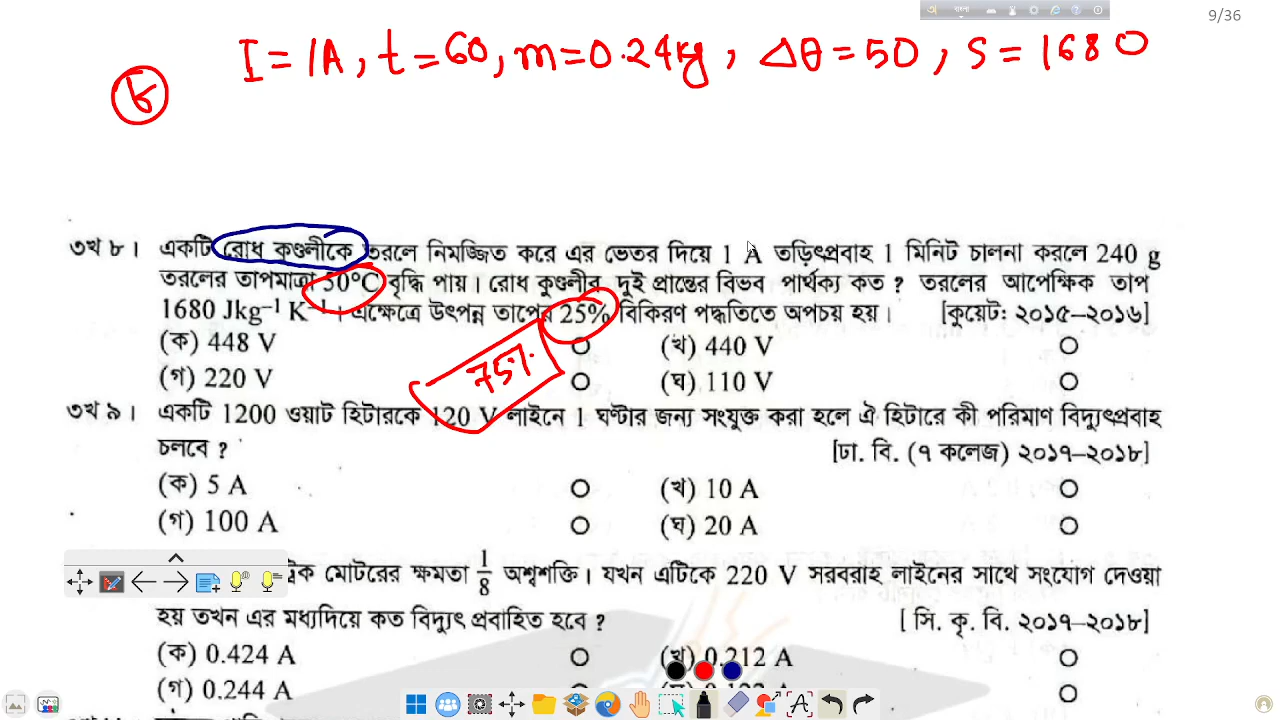 9/36
I = 1A, t = 60, m = 0.24kg, Δθ = 50, S = 1680
৮
৩খ ৮। একটি রোধ কুণ্ডলীকে তরলে নিমজ্জিত করে এর ভেতর দিয়ে 1 A তড়িৎপ্রবাহ 1 মিনিট চালনা করলে 240 g
তরলের তাপমাত্রা 50°C বৃদ্ধি পায়। রোধ কুণ্ডলীর দুই প্রান্তের বিভব পার্থক্য কত? তরলের আপেক্ষিক তাপ
1680 Jkg⁻¹ K⁻¹। এক্ষেত্রে উৎপন্ন তাপের 25% বিকিরণ পদ্ধতিতে অপচয় হয়। [কুয়েট: ২০১৫–২০১৬]
(ক) 448 V (খ) 440 V
(গ) 220 V (ঘ) 110 V
75%
৩খ ৯। একটি 1200 ওয়াট হিটারকে 120 V লাইনে 1 ঘণ্টার জন্য সংযুক্ত করা হলে ঐ হিটারে কী পরিমাণ বিদ্যুৎপ্রবাহ
চলবে? [ঢা. বি. (৭ কলেজ) ২০১৭–২০১৮]
(ক) 5 A (খ) 10 A
(গ) 100 A (ঘ) 20 A
মোটরের ক্ষমতা 1/8 অশ্বশক্তি। যখন এটিকে 220 V সরবরাহ লাইনের সাথে সংযোগ দেওয়া
হয় তখন এর মধ্যদিয়ে কত বিদ্যুৎ প্রবাহিত হবে? [সি. কৃ. বি. ২০১৭–২০১৮]
(ক) 0.424 A (খ) 0.212 A
(গ) 0.244 A